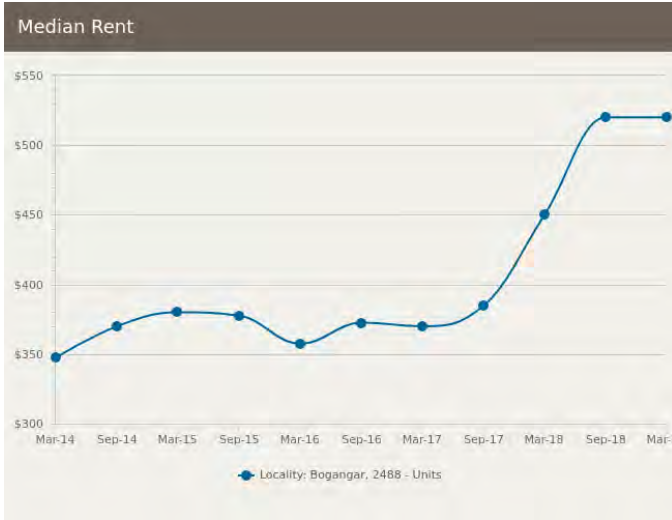 Median Rent
$550
$500
$450
$400
$350
$300
Mar-14 Sep-14 Mar-15 Sep-15 Mar-16 Sep-16 Mar-17 Sep-17 Mar-18 Sep-18 Mar-
Locality: Bogangar, 2488 - Units